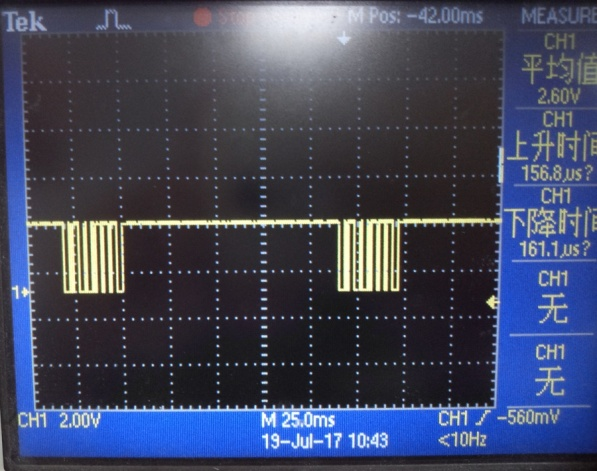 Tek Stop M Pos: -42.00ms MEASURE
CH1
平均值
2.60V
CH1
上升时间
156.8us?
CH1
下降时间
161.1us?
CH1
无
CH1
无
1
CH1 2.00V M 25.0ms CH1 -560mV
19-Jul-17 10:43 <10Hz